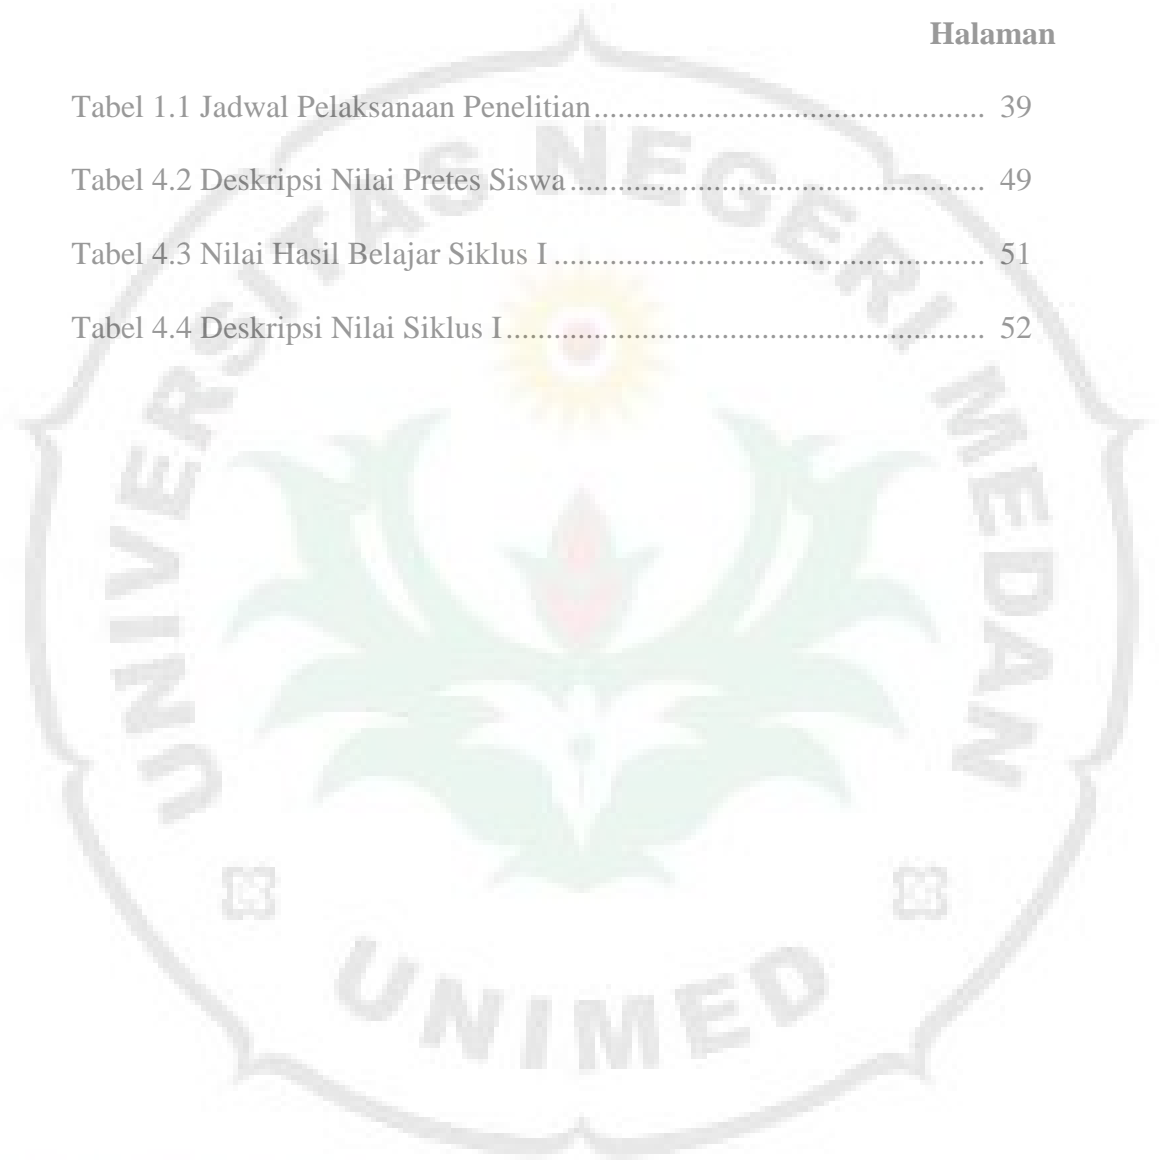 Halaman
Tabel 1.1 Jadwal Pelaksanaan Penelitian................................................. 39
Tabel 4.2 Deskripsi Nilai Pretes Siswa.................................................... 49
Tabel 4.3 Nilai Hasil Belajar Siklus I...................................................... 51
Tabel 4.4 Deskripsi Nilai Siklus I............................................................ 52
UNIVERSITAS NEGERI MEDAN
UNIMED